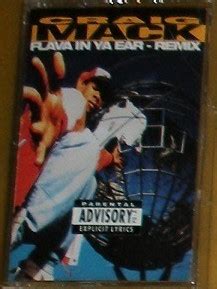 CRAIG
MACK
FLAVA IN YA EAR - REMIX
PARENTAL
ADVISORY
EXPLICIT LYRICS